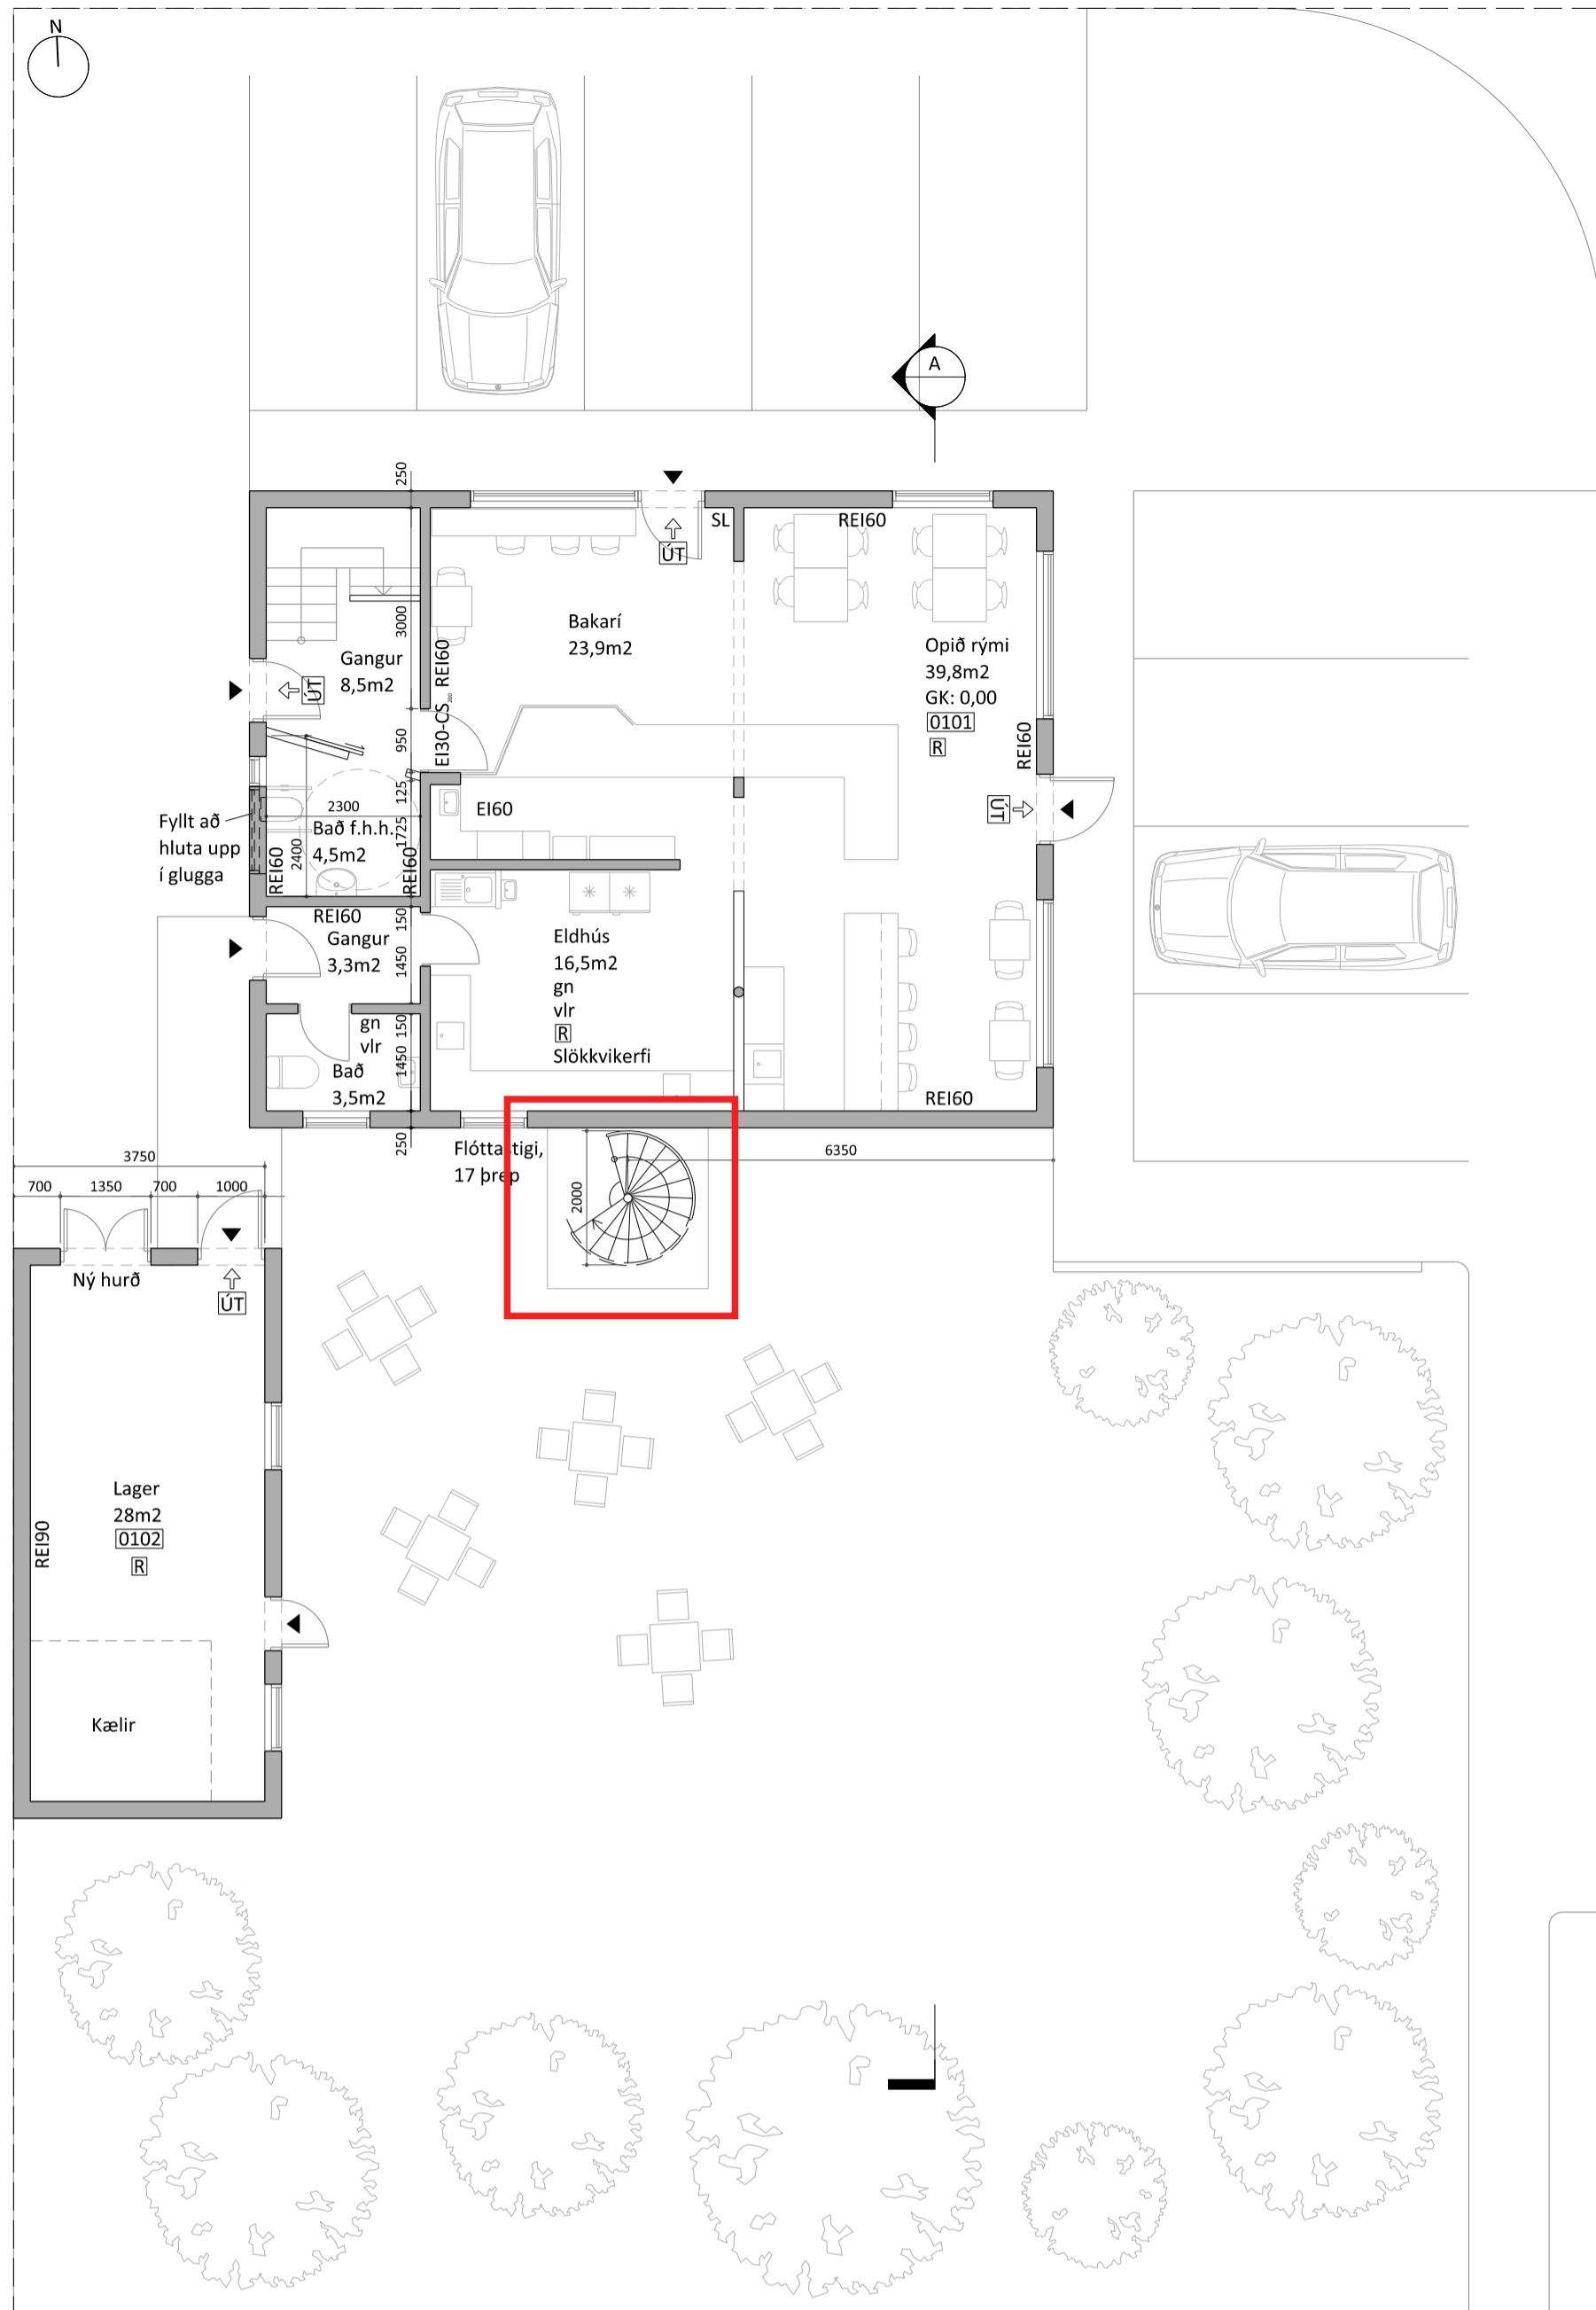 N
A
250
SL
REI60
ÚT
3000
Bakarí
23,9m2
Opið rými
39,8m2
GK: 0,00
0101
R
Gangur
8,5m2
REI60
ÚT
EI30-CS
200
950
REI60
125
2300
EI60
ÚT
Fyllt að
hluta upp
í glugga
Bað f.h.h.
4,5m2
1725
2400
REI60
REI60
REI60
150
Gangur
3,3m2
1450
Eldhús
16,5m2
gn
vlr
R
Slökkvikerfi
gn
vlr
150
1450
Bað
3,5m2
REI60
250
Flóttastigi,
17 þrep
6350
2000
3750
700
1350
700
1000
Ný hurð
ÚT
Lager
28m2
0102
R
REI90
Kælir